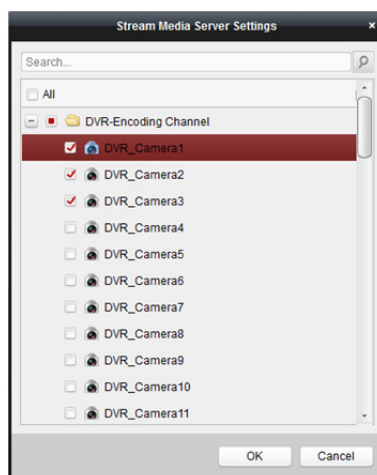 Stream Media Server Settings
Search...
All
DVR-Encoding Channel
DVR_Camera1
DVR_Camera2
DVR_Camera3
DVR_Camera4
DVR_Camera5
DVR_Camera6
DVR_Camera7
DVR_Camera8
DVR_Camera9
DVR_Camera10
DVR_Camera11
OK Cancel